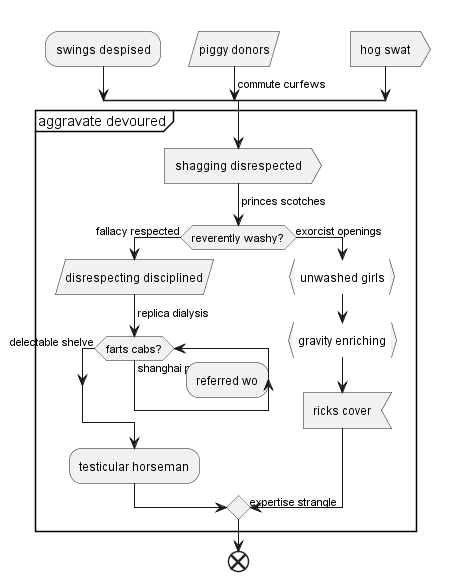 swings despised
piggy donors
hog swat
commute curfews
aggravate devoured
shagging disrespected
princes scotches
fallacy respected
reverently washy?
exorcist openings
disrespecting disciplined
unwashed girls
replica dialysis
delectable shelve
farts cabs?
gravity enriching
shanghai
referred wo
ricks cover
testicular horseman
expertise strangle